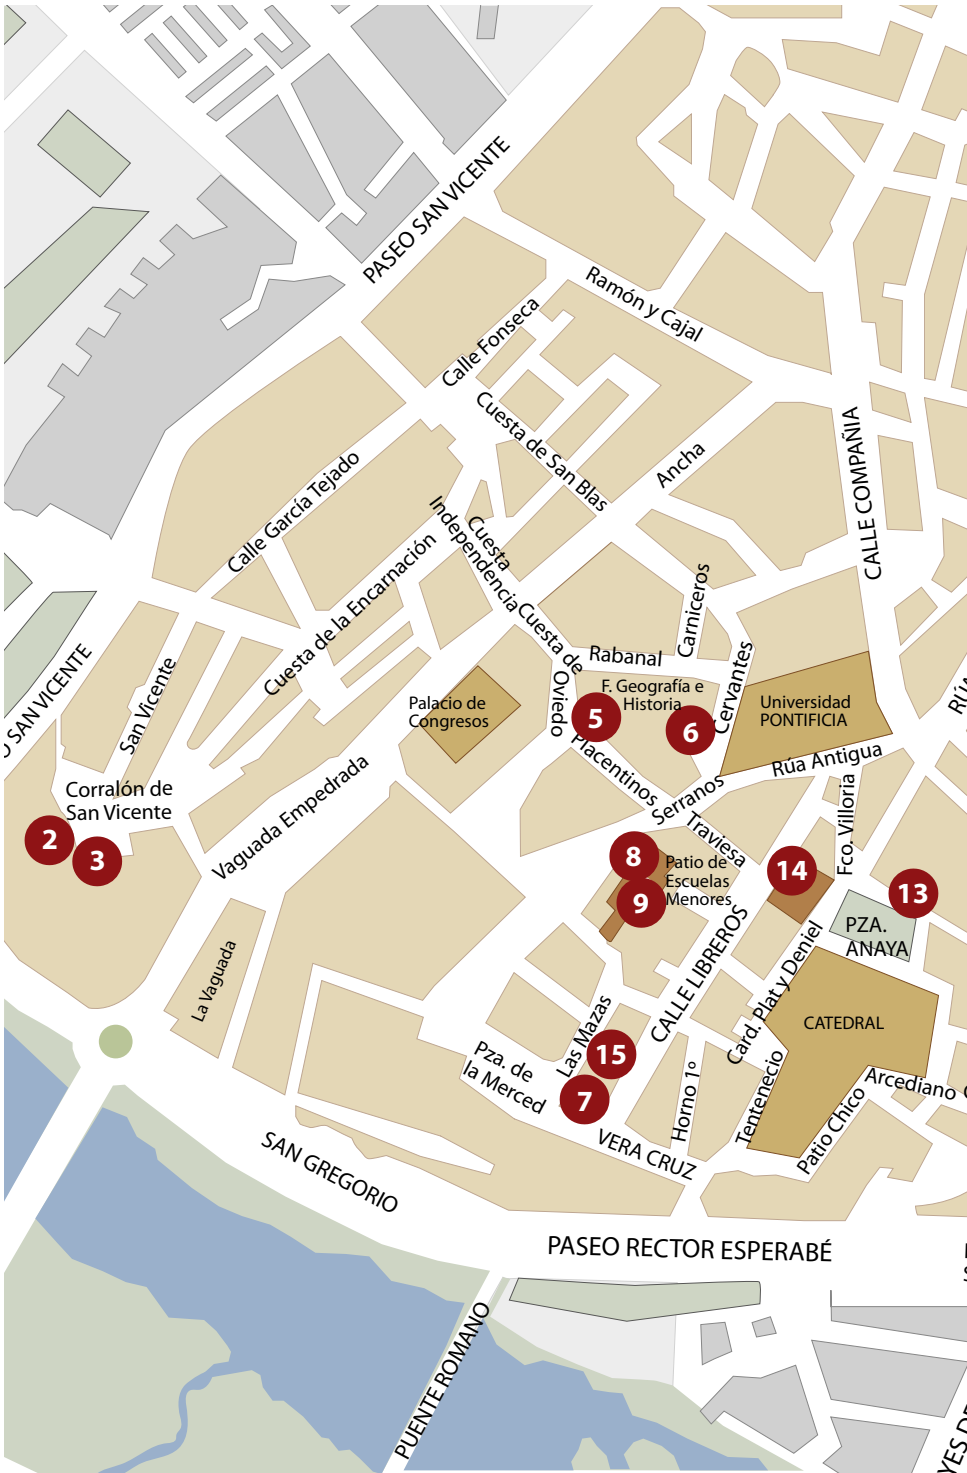 PASEO SAN VICENTE
Ramón y Cajal
Calle Fonseca
Cuesta de San Blas
Ancha
CALLE COMPAÑIA
Calle García Tejado
Cuesta
Independencia
Cuesta de la Encarnación
Carniceros
Cuesta de
Oviedo
Rabanal
F. Geografía e
Historia
Cervantes
SAN VICENTE
San Vicente
Palacio de
Congresos
Universidad
PONTIFICIA
RÚA
5
6
Placentinos
Rúa Antigua
Serranos
Corralón de
San Vicente
Vaguada Empedrada
Traviesa
Fco. Villoria
2
3
8
Patio de
Escuelas
Menores
9
14
13
PZA.
ANAYA
CALLE LIBREROS
Card. Plat y Deniel
La Vaguada
CATEDRAL
Las Mazas
15
Pza. de
la Merced
7
Horno 1º
Tentenecio
Arcediano
Patio Chico
VERA CRUZ
SAN GREGORIO
PASEO RECTOR ESPERABÉ
PUENTE ROMANO
YES DE